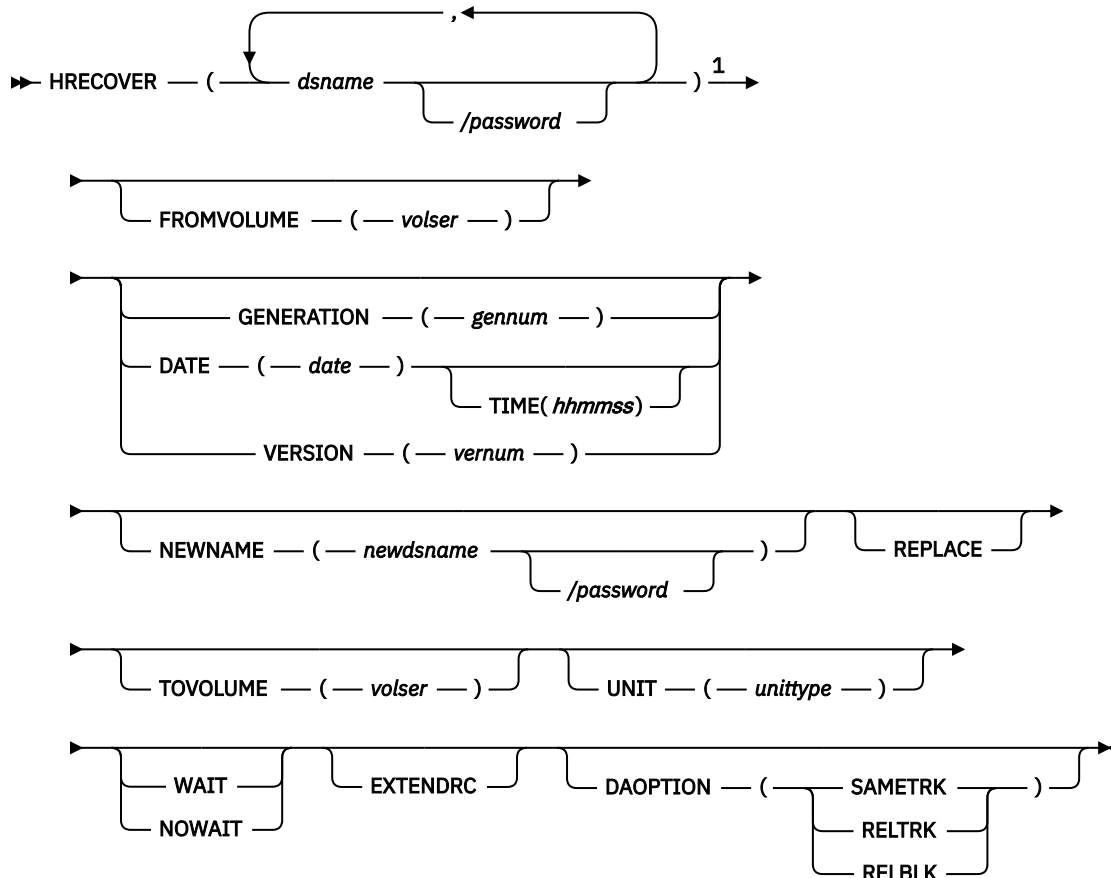 ,
HRECOVER ( dsname ) 1
/password
FROMVOLUME ( volser )
GENERATION ( gennum )
DATE ( date )
TIME(hhmmss)
VERSION ( vernum )
NEWNAME ( newdsname ) REPLACE
/password
TOVOLUME ( volser ) UNIT ( unittype )
WAIT EXTENDRC DAOPTION ( SAMETRK )
NOWAIT RELTRK
RELBLK